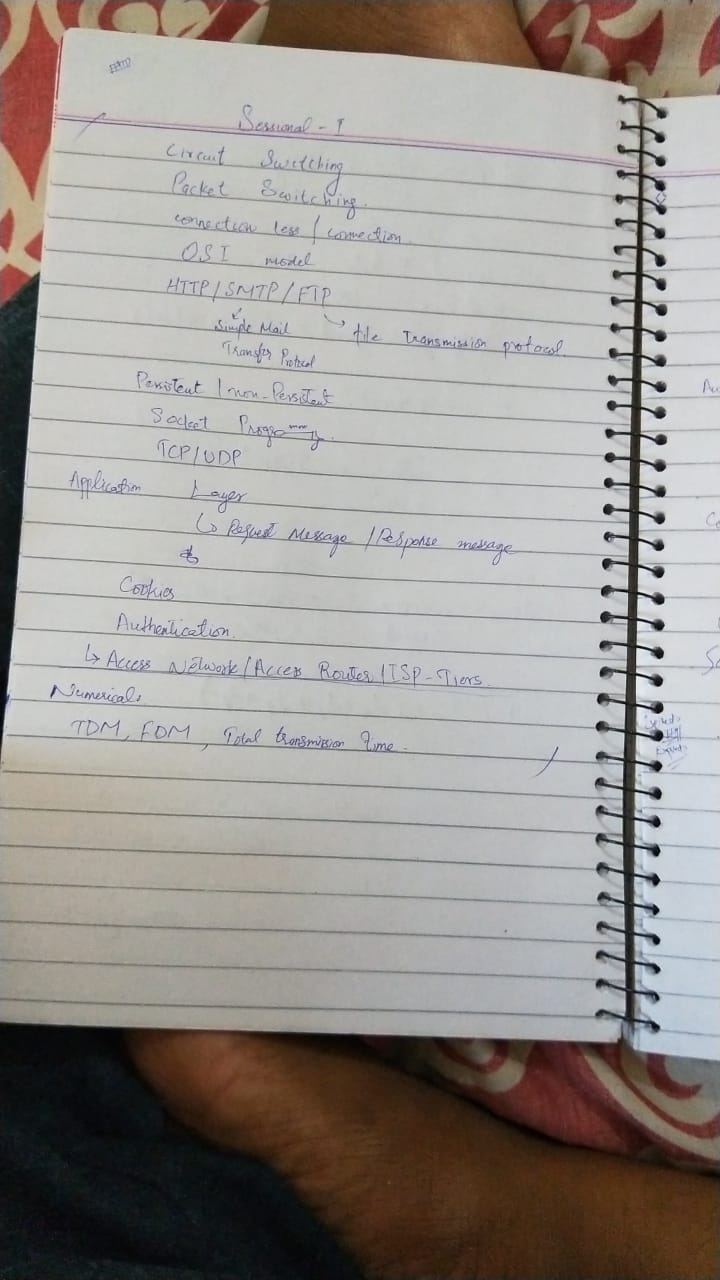 Sessional - I
Circuit Switching
Packet Switching.
connection less / connection
OSI model
HTTP / SMTP / FTP
Simple Mail
Transfer Protocol
file Transmission protocol.
Persistent / non-Persistent
Socket
TCP/UDP
Application Layer
Request Message / Response message
Cookies
Authentication.
Access Network / Access Router / ISP-Tiers.
Numericals
TDM, FDM, Total transmission time.